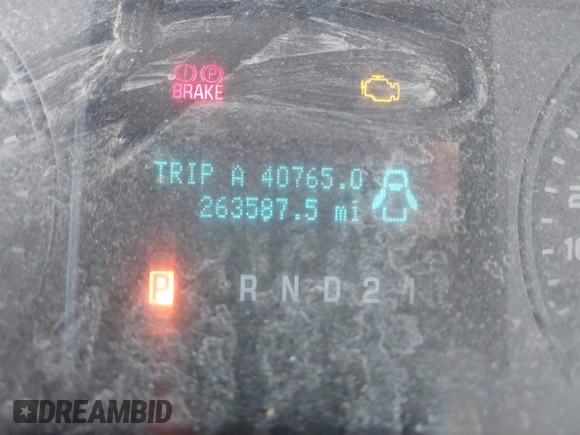 BRAKE
TRIP A 40765.0
263587.5 mi
P R N D 2 1
DREAMBID